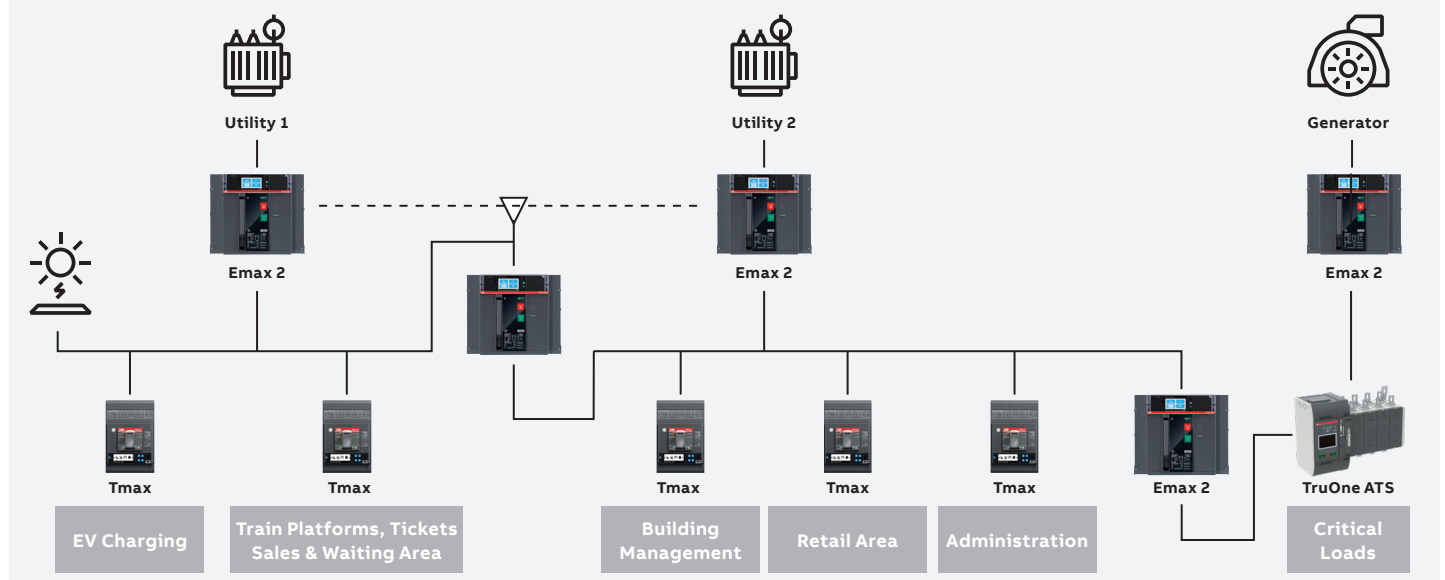 Utility 1
Utility 2
Generator
Emax 2
Emax 2
Emax 2
Tmax
Tmax
Tmax
Tmax
Tmax
Emax 2
TruOne ATS
EV Charging
Train Platforms, Tickets
Sales & Waiting Area
Building
Management
Retail Area
Administration
Critical
Loads